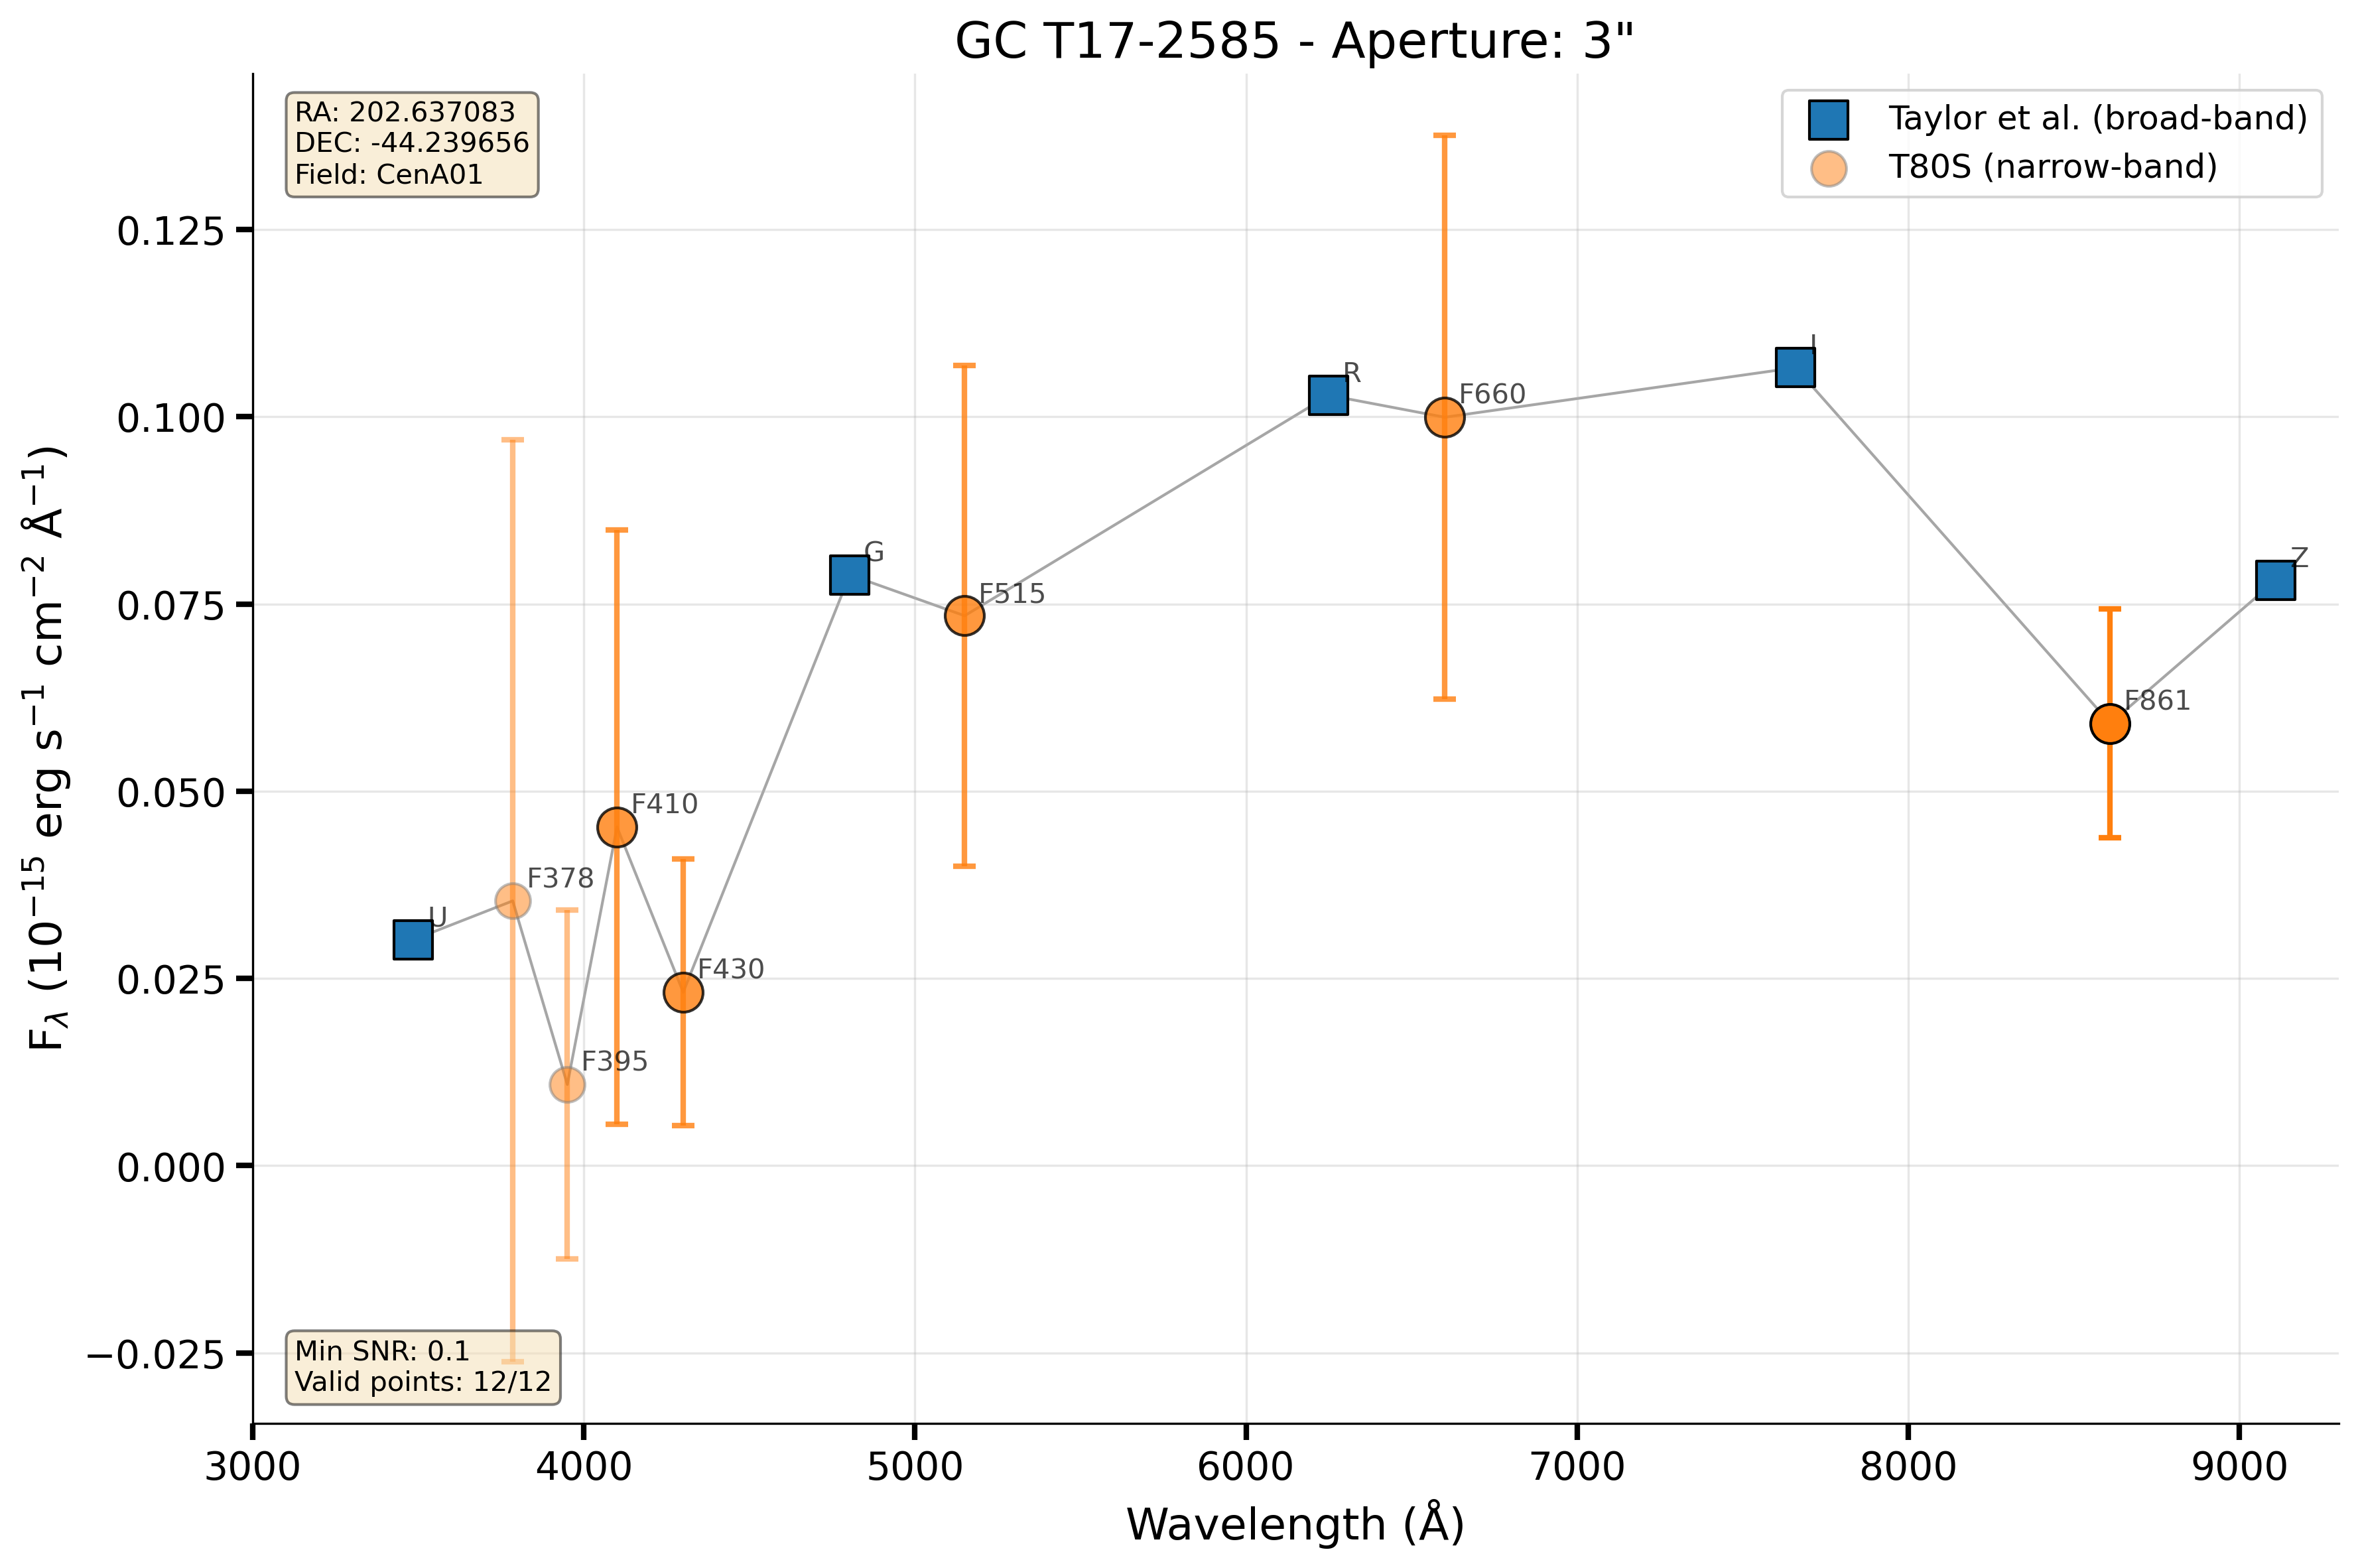 GC T17-2585 - Aperture: 3"
RA: 202.637083
DEC: -44.239656
Field: CenA01
Taylor et al. (broad-band)
T80S (narrow-band)
F_λ (10⁻¹⁵ erg s⁻¹ cm⁻² Å⁻¹)
0.125
0.100
0.075
0.050
0.025
0.000
−0.025
U
F378
F395
F410
F430
G
F515
R
F660
I
F861
Z
Min SNR: 0.1
Valid points: 12/12
3000
4000
5000
6000
7000
8000
9000
Wavelength (Å)